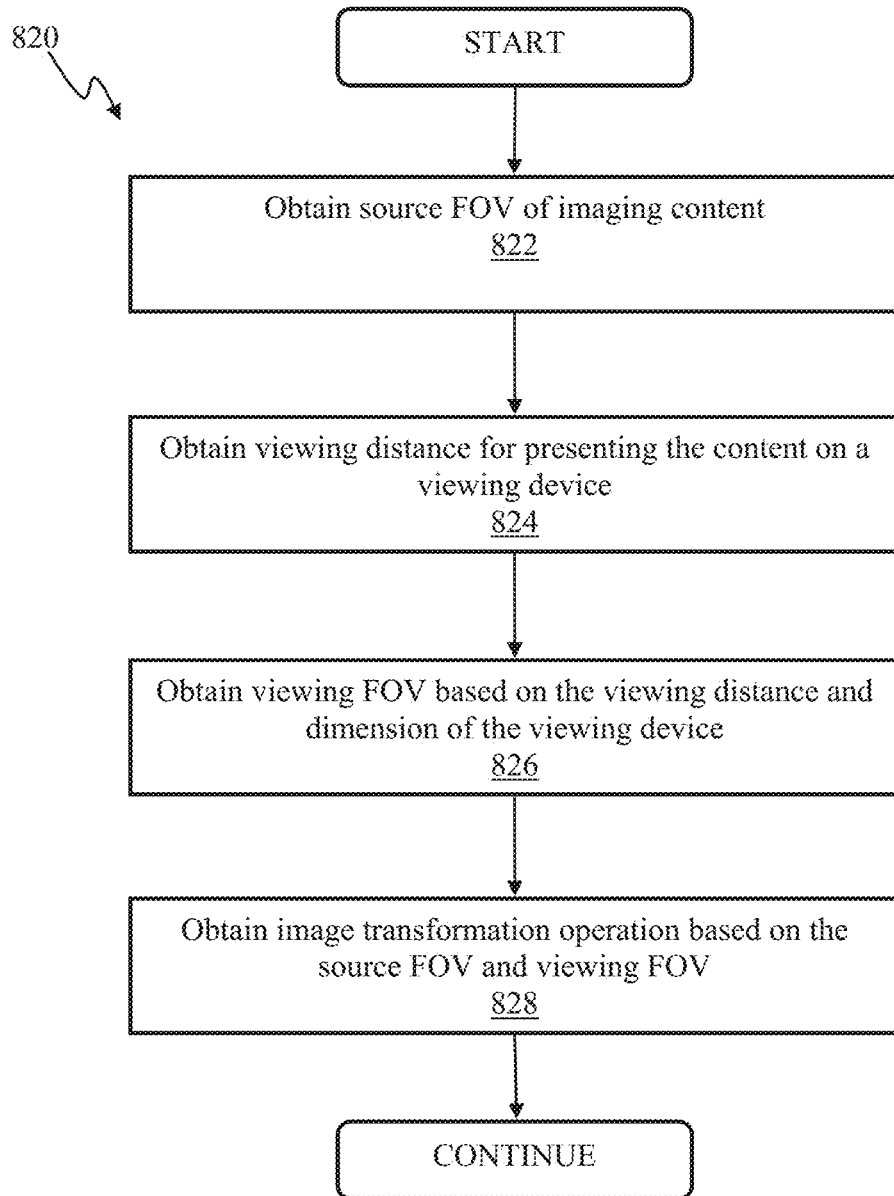 820
START
Obtain source FOV of imaging content
822
Obtain viewing distance for presenting the content on a
viewing device
824
Obtain viewing FOV based on the viewing distance and
dimension of the viewing device
826
Obtain image transformation operation based on the
source FOV and viewing FOV
828
CONTINUE